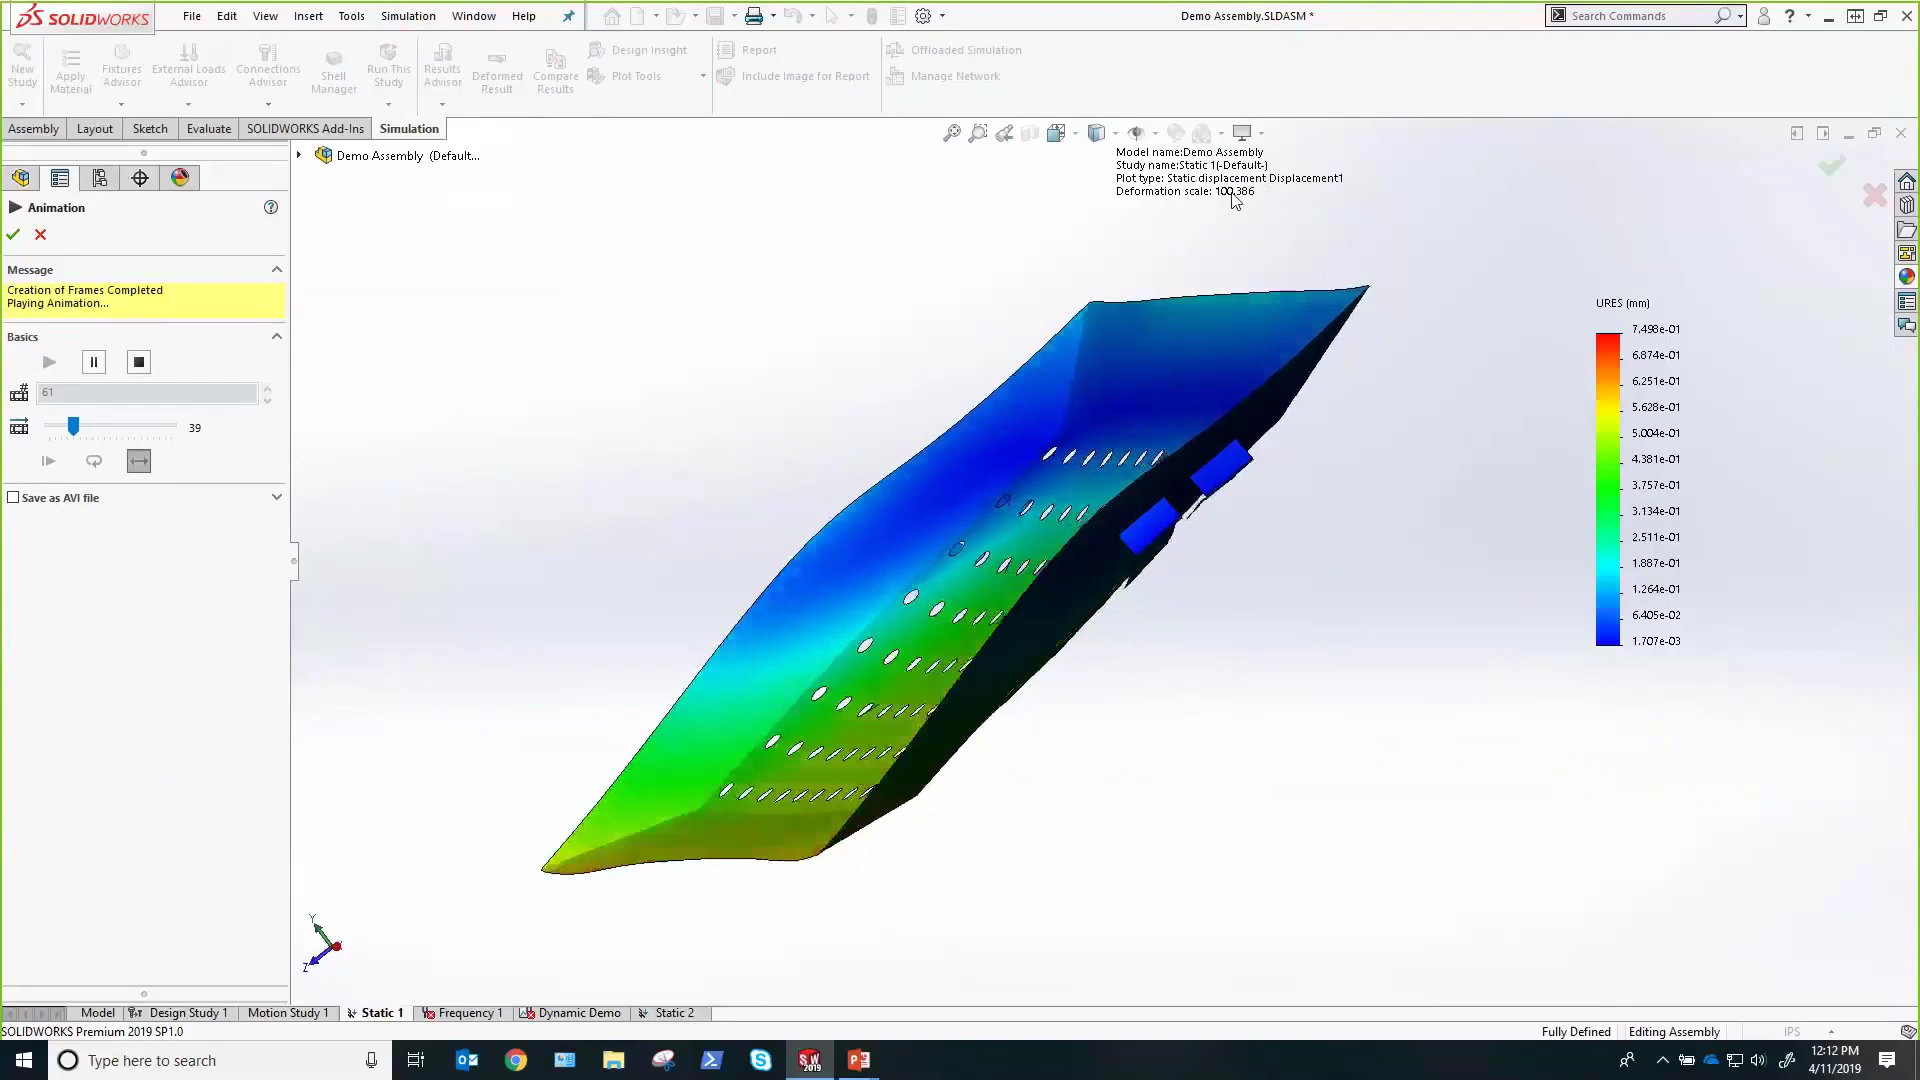 SOLIDWORKS
File Edit View Insert Tools Simulation Window Help
Demo Assembly.SLDASM *
Search Commands
New Study
Apply Material
Fixtures Advisor
External Loads Advisor
Connections Advisor
Shell Manager
Run This Study
Results Advisor
Deformed Result
Compare Results
Design Insight
Plot Tools
Report
Include Image for Report
Offloaded Simulation
Manage Network
Assembly Layout Sketch Evaluate SOLIDWORKS Add-Ins Simulation
Demo Assembly (Default...
Model name:Demo Assembly
Study name:Static 1(-Default-)
Plot type: Static displacement Displacement1
Deformation scale: 100.386
Animation
Message
Creation of Frames Completed
Playing Animation...
Basics
61
39
Save as AVI file
URES (mm)
7.498e-01
6.874e-01
6.251e-01
5.628e-01
5.004e-01
4.381e-01
3.757e-01
3.134e-01
2.511e-01
1.887e-01
1.264e-01
6.405e-02
1.707e-03
Y
Z
Model Design Study 1 Motion Study 1 Static 1 Frequency 1 Dynamic Demo Static 2
SOLIDWORKS Premium 2019 SP1.0
Fully Defined Editing Assembly IPS
Type here to search
SW 2019
12:12 PM
4/11/2019